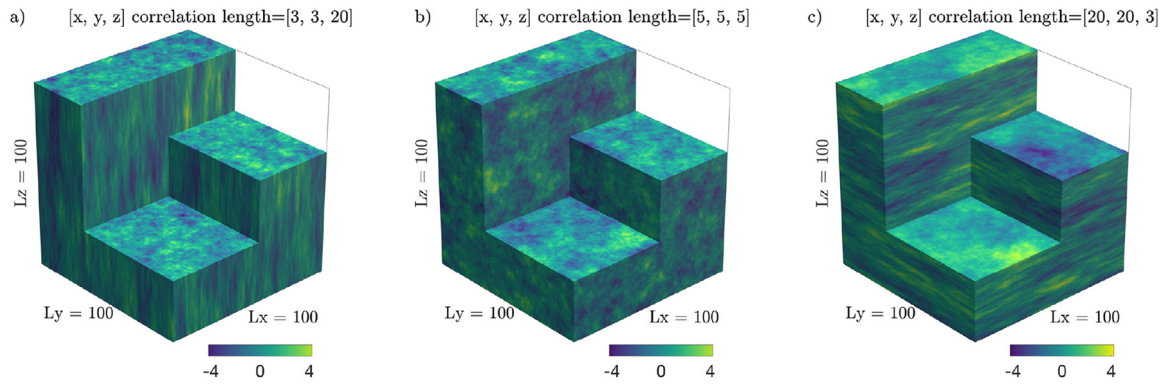 a) [x, y, z] correlation length=[3, 3, 20]
b) [x, y, z] correlation length=[5, 5, 5]
c) [x, y, z] correlation length=[20, 20, 3]
Lz = 100
Ly = 100
Lx = 100
-4 0 4
Lz = 100
Ly = 100
Lx = 100
-4 0 4
Lz = 100
Ly = 100
Lx = 100
-4 0 4